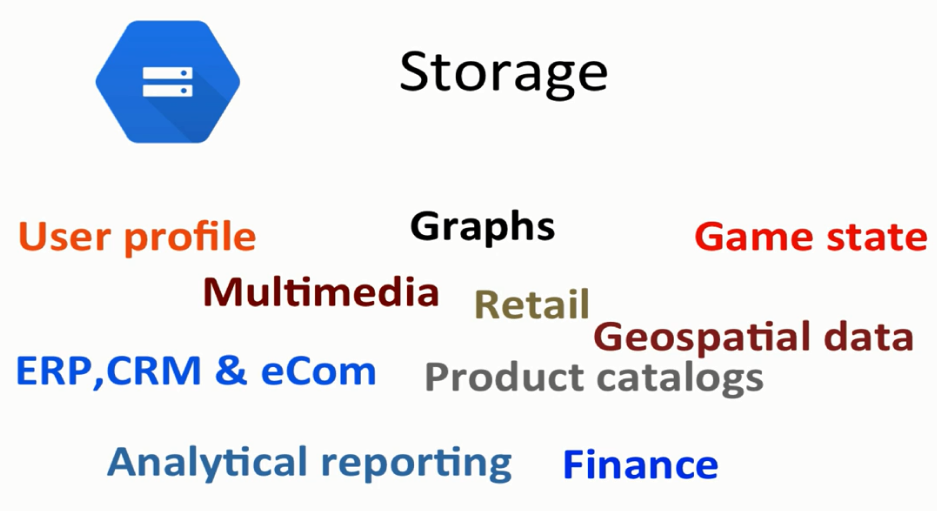 Storage
User profile
Graphs
Game state
Multimedia
Retail
Geospatial data
ERP,CRM & eCom
Product catalogs
Analytical reporting
Finance